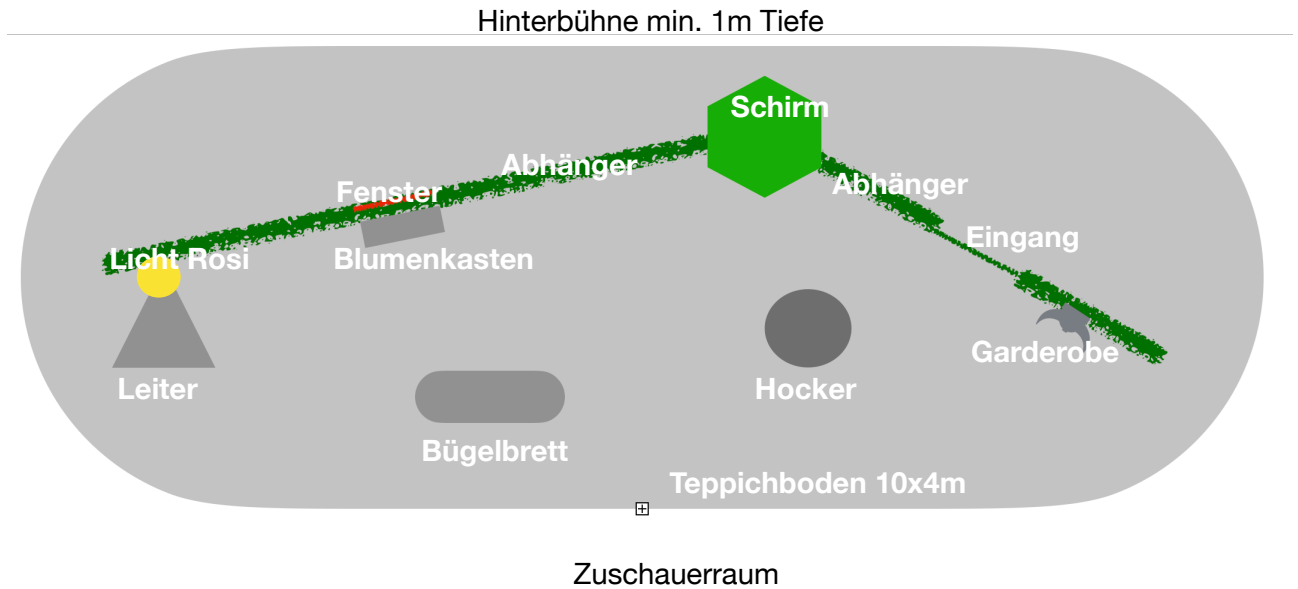 Hinterbühne min. 1m Tiefe
Schirm
Abhänger
Fenster
Abhänger
Eingang
Licht Rosi
Blumenkasten
Garderobe
Leiter
Hocker
Bügelbrett
Teppichboden 10x4m
Zuschauerraum